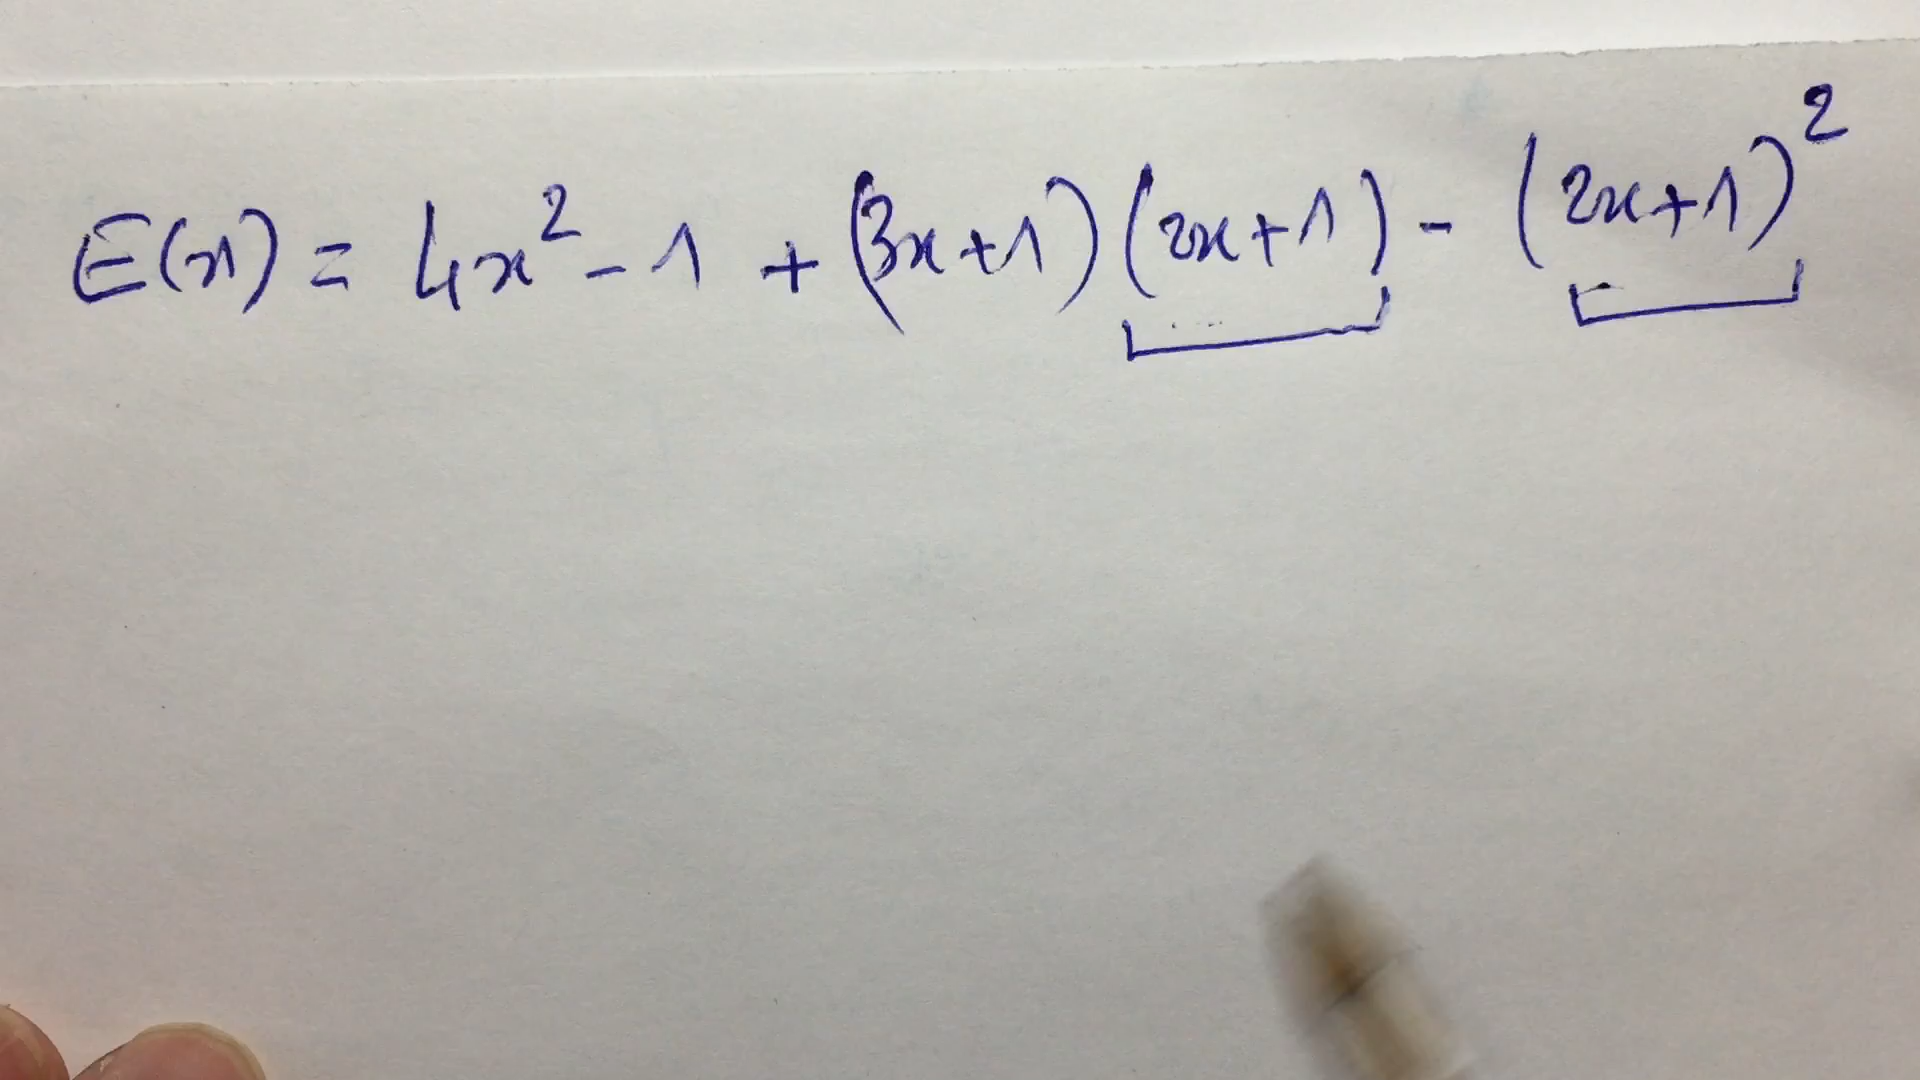 E(x) = 4x² - 1 + (3x+1)(2x+1) - (2x+1)²